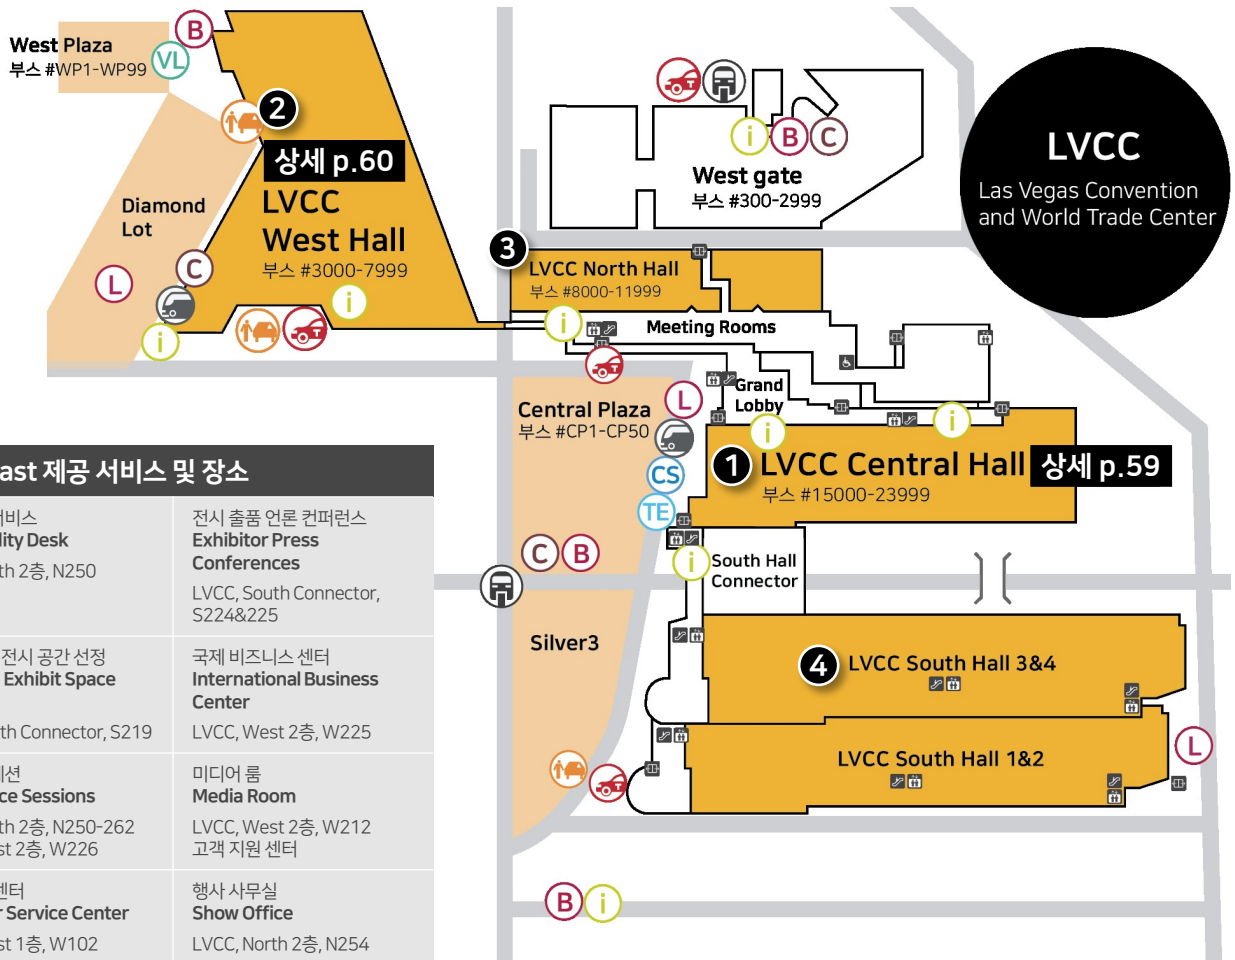 West Plaza
부스 #WP1-WP99
B
VL
2
상세 p.60
LVCC
West Hall
부스 #3000-7999
Diamond
Lot
L
C
i
i
T
T
i
B
C
West gate
부스 #300-2999
LVCC
Las Vegas Convention
and World Trade Center
3
LVCC North Hall
부스 #8000-11999
i
Meeting Rooms
T
Grand
Lobby
Central Plaza
부스 #CP1-CP50
L
i
i
CS
TE
1
LVCC Central Hall
상세 p.59
부스 #15000-23999
C
B
i
South Hall
Connector
Silver3
4
LVCC South Hall 3&4
LVCC South Hall 1&2
L
T
B
i
ast 제공 서비스 및 장소
비스
lity Desk
th 2층, N250
전시 출품 언론 컨퍼런스
Exhibitor Press
Conferences
LVCC, South Connector,
S224&225
전시 공간 선정
Exhibit Space
th Connector, S219
국제 비즈니스 센터
International Business
Center
LVCC, West 2층, W225
션
ce Sessions
th 2층, N250-262
st 2층, W226
미디어 룸
Media Room
LVCC, West 2층, W212
고객 지원 센터
센터
r Service Center
st 1층, W102
행사 사무실
Show Office
LVCC, North 2층, N254